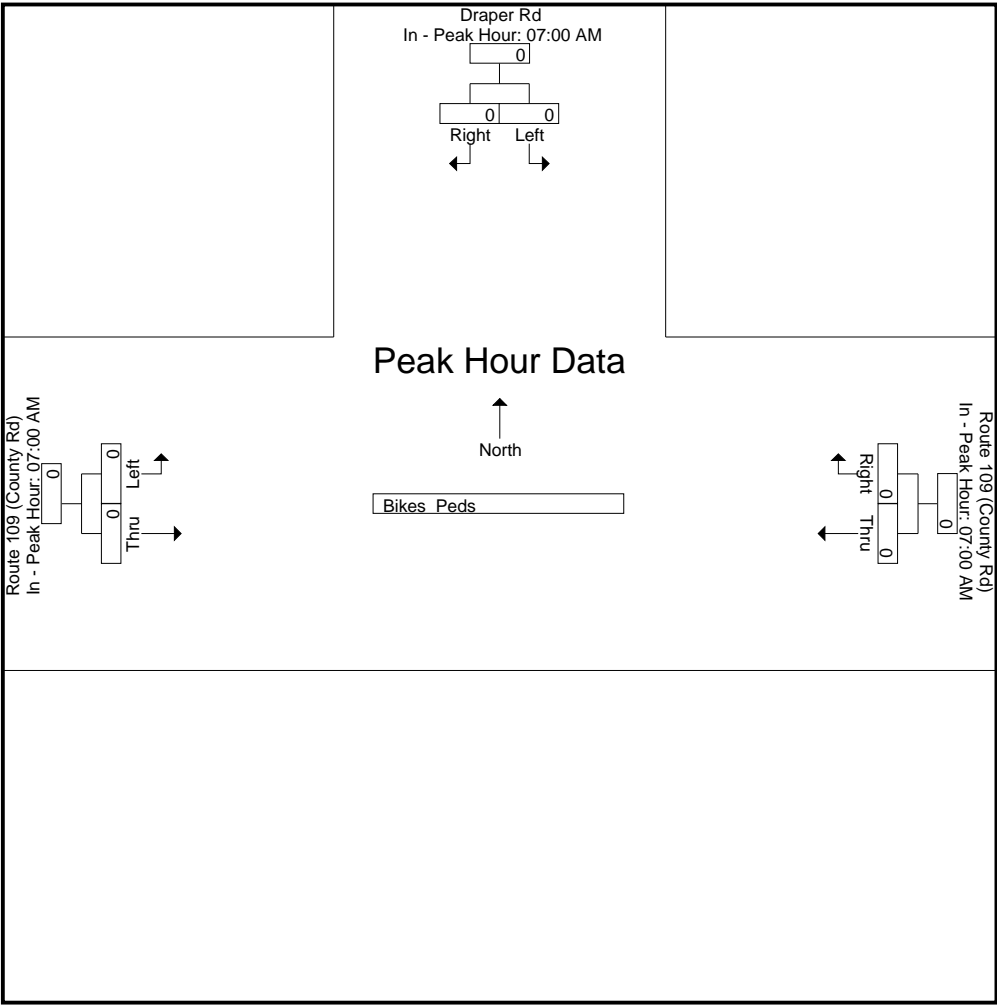 Draper Rd
In - Peak Hour: 07:00 AM
0
0 0
Right Left
Peak Hour Data
North
Bikes Peds
Route 109 (County Rd)
In - Peak Hour: 07:00 AM
0
0 0
Left
Thru
Route 109 (County Rd)
In - Peak Hour: 07:00 AM
0
0 0
Right
Thru